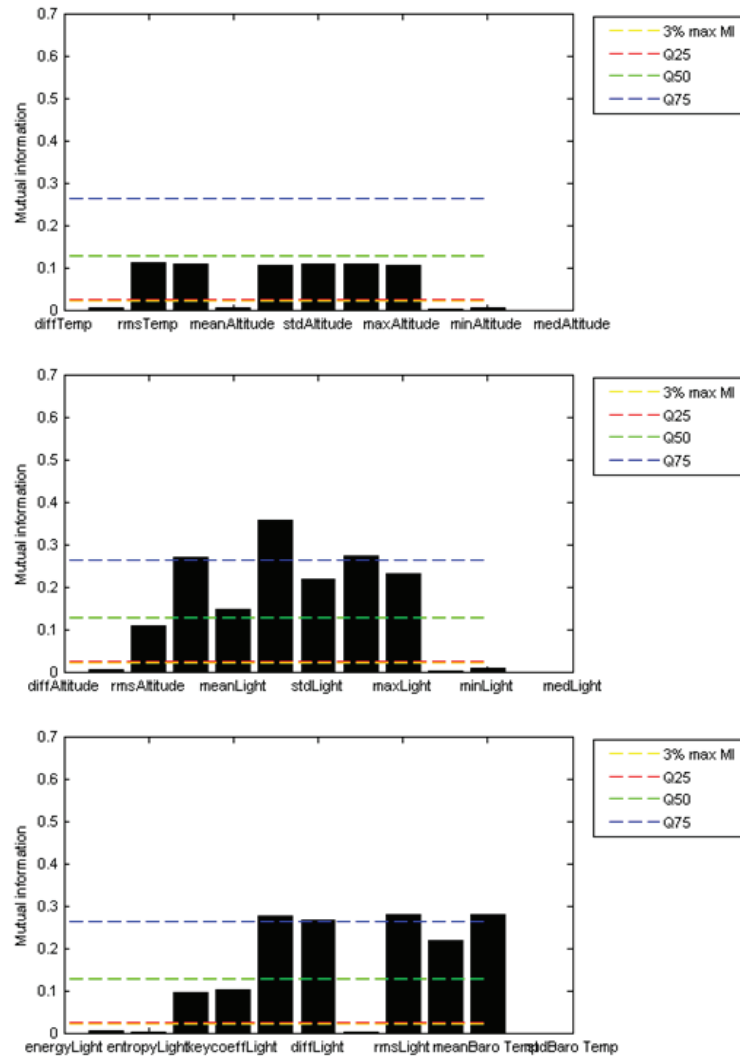 0.7
0.6
0.5
0.4
0.3
0.2
0.1
0
Mutual information
diffTemp rmsTemp meanAltitude stdAltitude maxAltitude minAltitude medAltitude
3% max MI
Q25
Q50
Q75
0.7
0.6
0.5
0.4
0.3
0.2
0.1
0
Mutual information
diffAltitude rmsAltitude meanLight stdLight maxLight minLight medLight
3% max MI
Q25
Q50
Q75
0.7
0.6
0.5
0.4
0.3
0.2
0.1
0
Mutual information
energyLight entropyLight keycoeffLight diffLight rmsLight meanBaro Temp stdBaro Temp
3% max MI
Q25
Q50
Q75